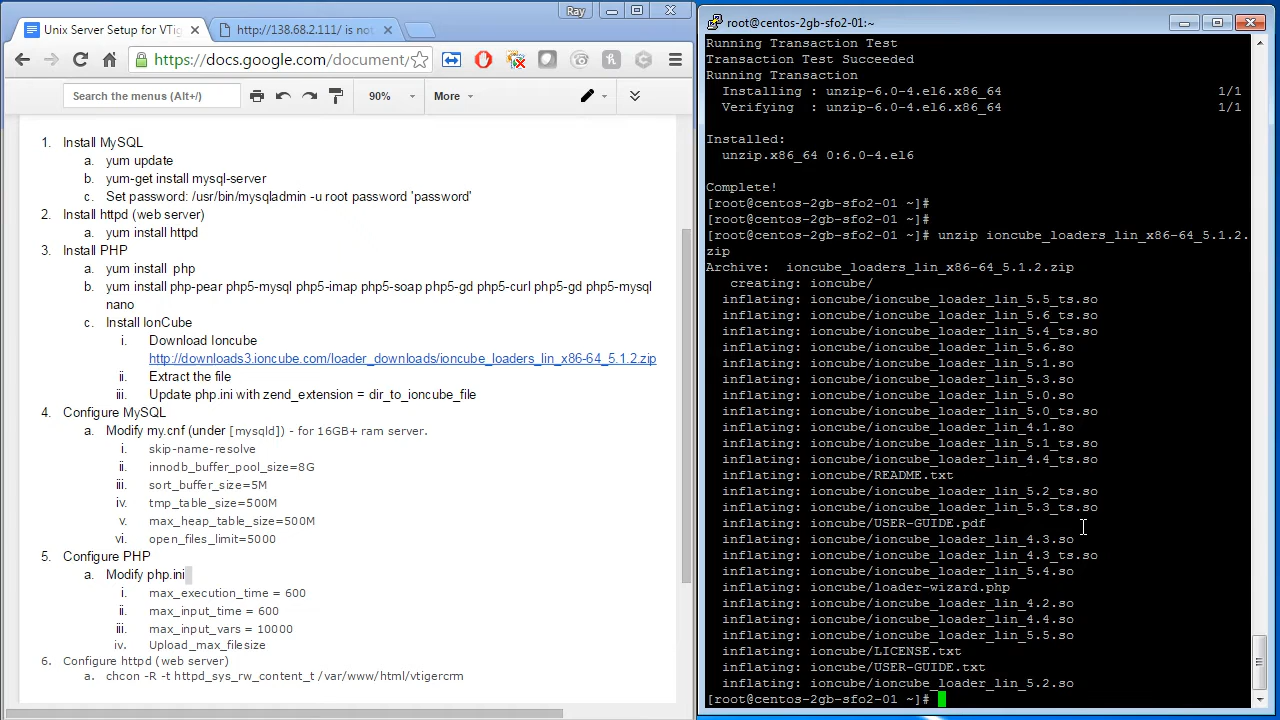 Ray
Unix Server Setup for VTig
http://138.68.2.111/ is not
https://docs.google.com/document/
Search the menus (Alt+/)
90%
More
1. Install MySQL
a. yum update
b. yum-get install mysql-server
c. Set password: /usr/bin/mysqladmin -u root password 'password'
2. Install httpd (web server)
a. yum install httpd
3. Install PHP
a. yum install php
b. yum install php-pear php5-mysql php5-imap php5-soap php5-gd php5-curl php5-gd php5-mysql
nano
c. Install IonCube
i. Download Ioncube
http://downloads3.ioncube.com/loader_downloads/ioncube_loaders_lin_x86-64_5.1.2.zip
ii. Extract the file
iii. Update php.ini with zend_extension = dir_to_ioncube_file
4. Configure MySQL
a. Modify my.cnf (under [mysqld]) - for 16GB+ ram server.
i. skip-name-resolve
ii. innodb_buffer_pool_size=8G
iii. sort_buffer_size=5M
iv. tmp_table_size=500M
v. max_heap_table_size=500M
vi. open_files_limit=5000
5. Configure PHP
a. Modify php.ini
i. max_execution_time = 600
ii. max_input_time = 600
iii. max_input_vars = 10000
iv. Upload_max_filesize
6. Configure httpd (web server)
a. chcon -R -t httpd_sys_rw_content_t /var/www/html/vtigercrm
root@centos-2gb-sfo2-01:~
Running Transaction Test
Transaction Test Succeeded
Running Transaction
Installing : unzip-6.0-4.el6.x86_64 1/1
Verifying : unzip-6.0-4.el6.x86_64 1/1
Installed:
unzip.x86_64 0:6.0-4.el6
Complete!
[root@centos-2gb-sfo2-01 ~]#
[root@centos-2gb-sfo2-01 ~]#
[root@centos-2gb-sfo2-01 ~]# unzip ioncube_loaders_lin_x86-64_5.1.2.
zip
Archive: ioncube_loaders_lin_x86-64_5.1.2.zip
creating: ioncube/
inflating: ioncube/ioncube_loader_lin_5.5_ts.so
inflating: ioncube/ioncube_loader_lin_5.6_ts.so
inflating: ioncube/ioncube_loader_lin_5.4_ts.so
inflating: ioncube/ioncube_loader_lin_5.6.so
inflating: ioncube/ioncube_loader_lin_5.1.so
inflating: ioncube/ioncube_loader_lin_5.3.so
inflating: ioncube/ioncube_loader_lin_5.0.so
inflating: ioncube/ioncube_loader_lin_5.0_ts.so
inflating: ioncube/ioncube_loader_lin_4.1.so
inflating: ioncube/ioncube_loader_lin_5.1_ts.so
inflating: ioncube/ioncube_loader_lin_4.4_ts.so
inflating: ioncube/README.txt
inflating: ioncube/ioncube_loader_lin_5.2_ts.so
inflating: ioncube/ioncube_loader_lin_5.3_ts.so
inflating: ioncube/USER-GUIDE.pdf
inflating: ioncube/ioncube_loader_lin_4.3.so
inflating: ioncube/ioncube_loader_lin_4.3_ts.so
inflating: ioncube/ioncube_loader_lin_5.4.so
inflating: ioncube/loader-wizard.php
inflating: ioncube/ioncube_loader_lin_4.2.so
inflating: ioncube/ioncube_loader_lin_4.4.so
inflating: ioncube/ioncube_loader_lin_5.5.so
inflating: ioncube/LICENSE.txt
inflating: ioncube/USER-GUIDE.txt
inflating: ioncube/ioncube_loader_lin_5.2.so
[root@centos-2gb-sfo2-01 ~]#